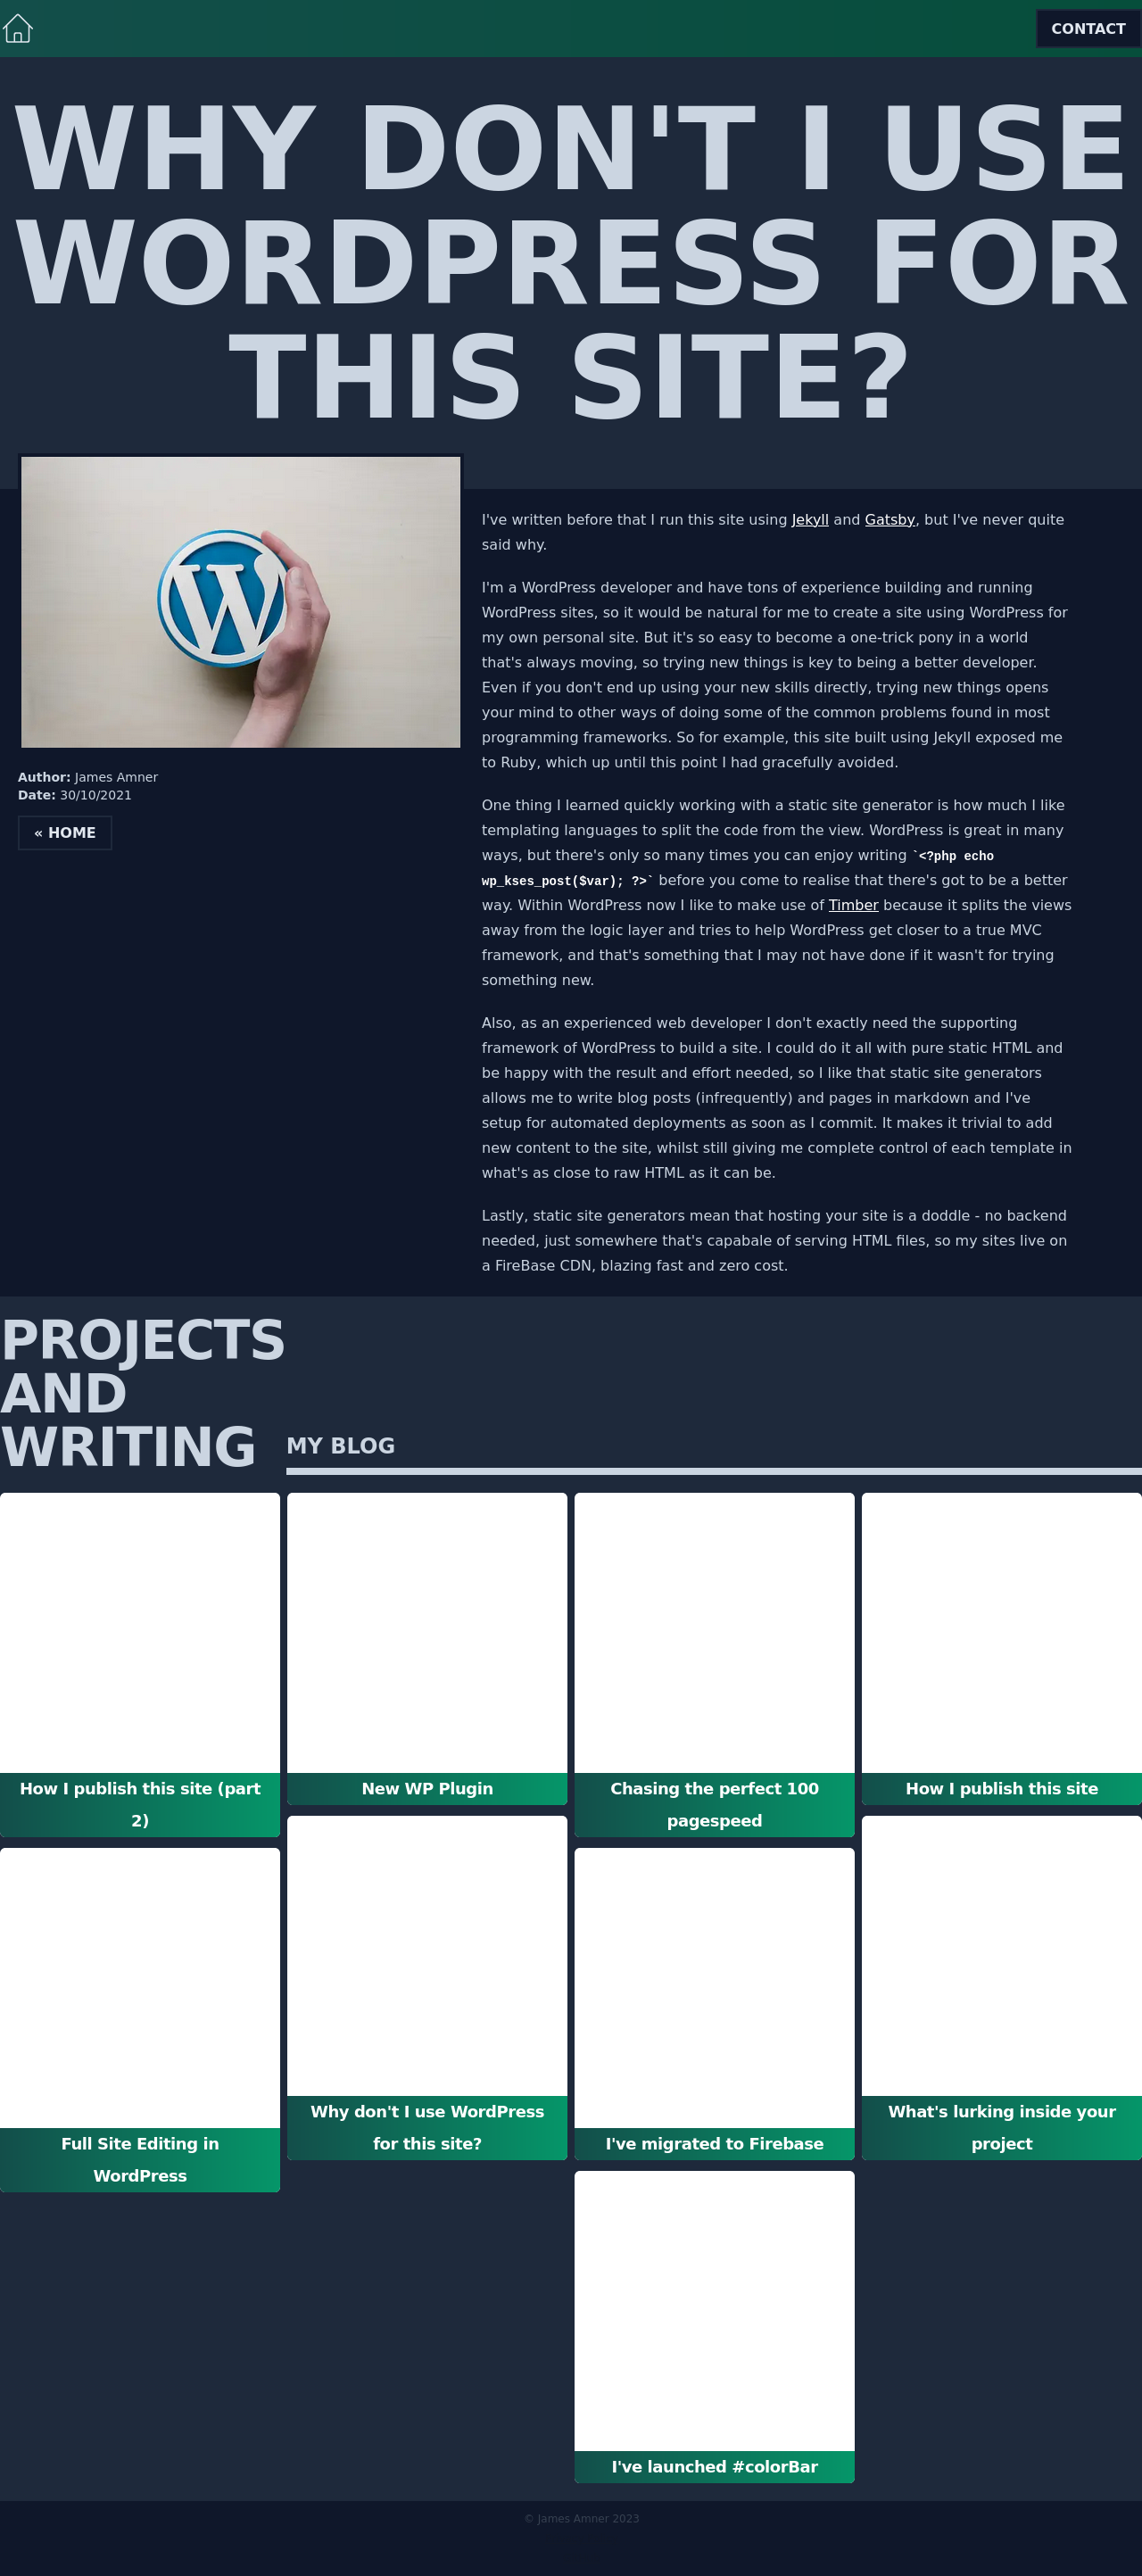 CONTACT
WHY DON'T I USE
WORDPRESS FOR
THIS SITE?
Author: James Amner
Date: 30/10/2021
« HOME
I've written before that I run this site using Jekyll and Gatsby, but I've never quite
said why.
I'm a WordPress developer and have tons of experience building and running
WordPress sites, so it would be natural for me to create a site using WordPress for
my own personal site. But it's so easy to become a one-trick pony in a world
that's always moving, so trying new things is key to being a better developer.
Even if you don't end up using your new skills directly, trying new things opens
your mind to other ways of doing some of the common problems found in most
programming frameworks. So for example, this site built using Jekyll exposed me
to Ruby, which up until this point I had gracefully avoided.
One thing I learned quickly working with a static site generator is how much I like
templating languages to split the code from the view. WordPress is great in many
ways, but there's only so many times you can enjoy writing `<?php echo
wp_kses_post($var); ?>` before you come to realise that there's got to be a better
way. Within WordPress now I like to make use of Timber because it splits the views
away from the logic layer and tries to help WordPress get closer to a true MVC
framework, and that's something that I may not have done if it wasn't for trying
something new.
Also, as an experienced web developer I don't exactly need the supporting
framework of WordPress to build a site. I could do it all with pure static HTML and
be happy with the result and effort needed, so I like that static site generators
allows me to write blog posts (infrequently) and pages in markdown and I've
setup for automated deployments as soon as I commit. It makes it trivial to add
new content to the site, whilst still giving me complete control of each template in
what's as close to raw HTML as it can be.
Lastly, static site generators mean that hosting your site is a doddle - no backend
needed, just somewhere that's capabale of serving HTML files, so my sites live on
a FireBase CDN, blazing fast and zero cost.
PROJECTS
AND
WRITING
MY BLOG
How I publish this site (part
2)
New WP Plugin
Chasing the perfect 100
pagespeed
How I publish this site
Full Site Editing in
WordPress
Why don't I use WordPress
for this site?
I've migrated to Firebase
What's lurking inside your
project
I've launched #colorBar
© James Amner 2023